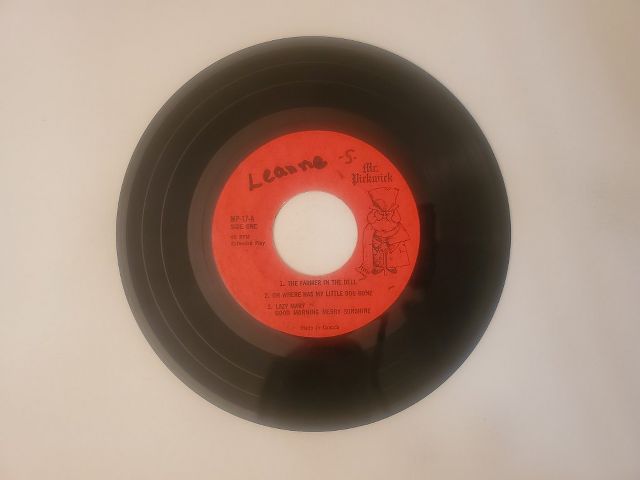 Leanne -S-
Mr.
Pickwick
MP-17-A
SIDE ONE
45 RPM
Extended Play
1. THE FARMER IN THE DELL
2. OH WHERE HAS MY LITTLE DOG GONE
3. LAZY MARY
GOOD MORNING MERRY SUNSHINE
Made in Canada